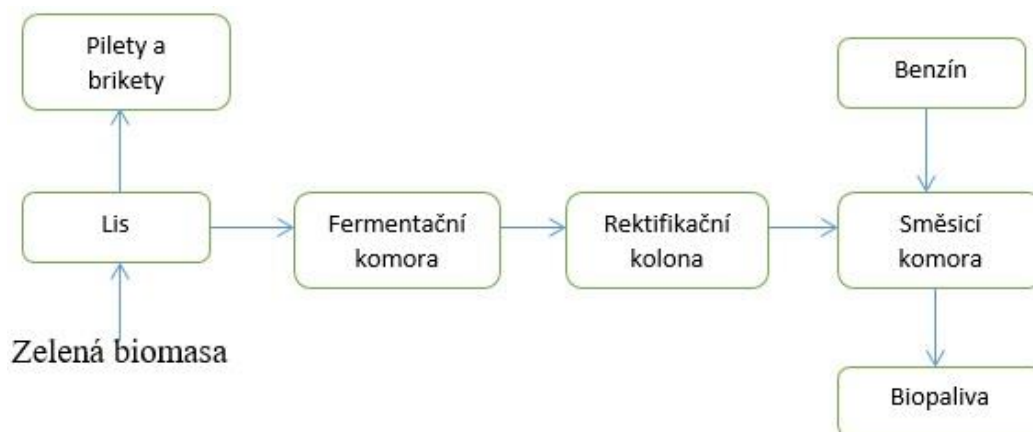 Pilety a
brikety
Benzín
Lis
Fermentační
komora
Rektifikační
kolona
Směsicí
komora
Zelená biomasa
Biopaliva